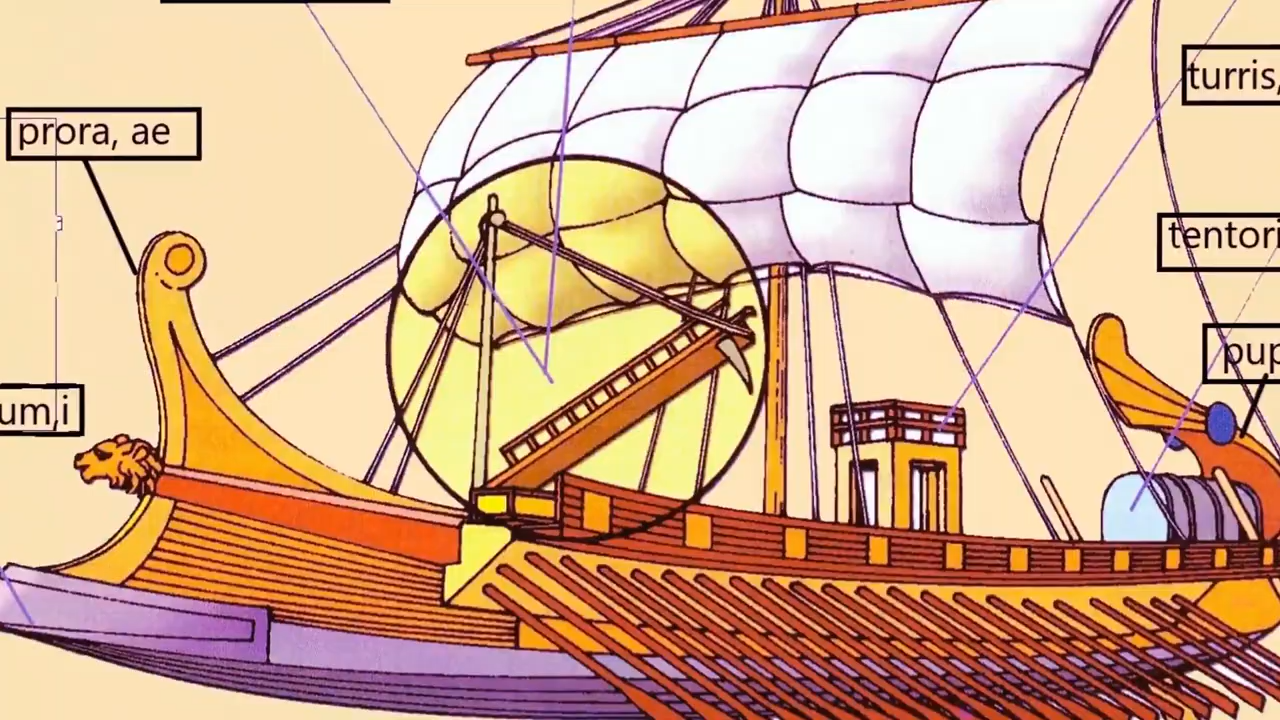 turris,
prora, ae
tentori
pup
um,i